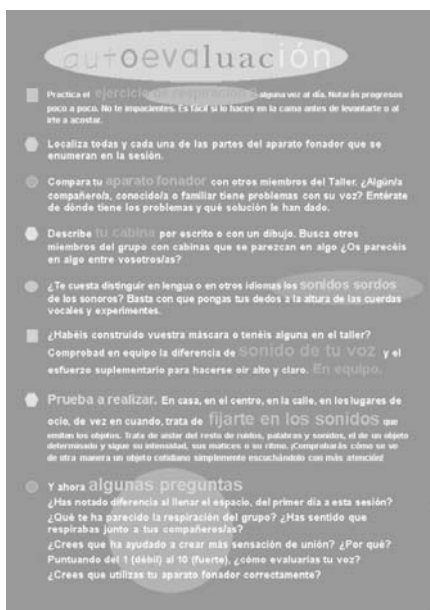 autoevaluación
Practica el ejercicio de respiración alguna vez al día. Notarás progresos
poco a poco. No te impacientes. Es fácil si lo haces en la cama antes de levantarte o al
irte a acostar.
Localiza todas y cada una de las partes del aparato fonador que se
enumeran en la sesión.
Compara tu aparato fonador con otros miembros del Taller. ¿Algún/a
compañero/a, conocido/a o familiar tiene problemas con su voz? Entérate
de dónde tiene los problemas y qué solución le han dado.
Describe tu cabina por escrito o con un dibujo. Busca otros
miembros del grupo con cabinas que se parezcan en algo ¿Os parecéis
en algo entre vosotros/as?
¿Te cuesta distinguir en lengua o en otros idiomas los sonidos sordos
de los sonoros? Basta con que pongas tus dedos a la altura de las cuerdas
vocales y experimentes.
¿Habéis construido vuestra máscara o tenéis alguna en el taller?
Comprobad en equipo la diferencia de sonido de tu voz y el
esfuerzo suplementario para hacerse oír alto y claro. En equipo.
Prueba a realizar. En casa, en el centro, en la calle, en los lugares de
ocio, de vez en cuando, trata de fijarte en los sonidos que
emiten los objetos. Trata de aislar del resto de ruidos, palabras y sonidos, el de un objeto
determinado y sigue su intensidad, sus matices o su ritmo. ¡Comprobarás cómo se ve
de otra manera un objeto cotidiano simplemente escuchándolo con más atención!
Y ahora algunas preguntas
¿Has notado diferencia al llenar el espacio, del primer día a esta sesión?
¿Qué te ha parecido la respiración del grupo? ¿Has sentido que
respirabas junto a tus compañeros/as?
¿Crees que ha ayudado a crear más sensación de unión? ¿Por qué?
Puntuando del 1 (débil) al 10 (fuerte), ¿cómo evaluarías tu voz?
¿Crees que utilizas tu aparato fonador correctamente?